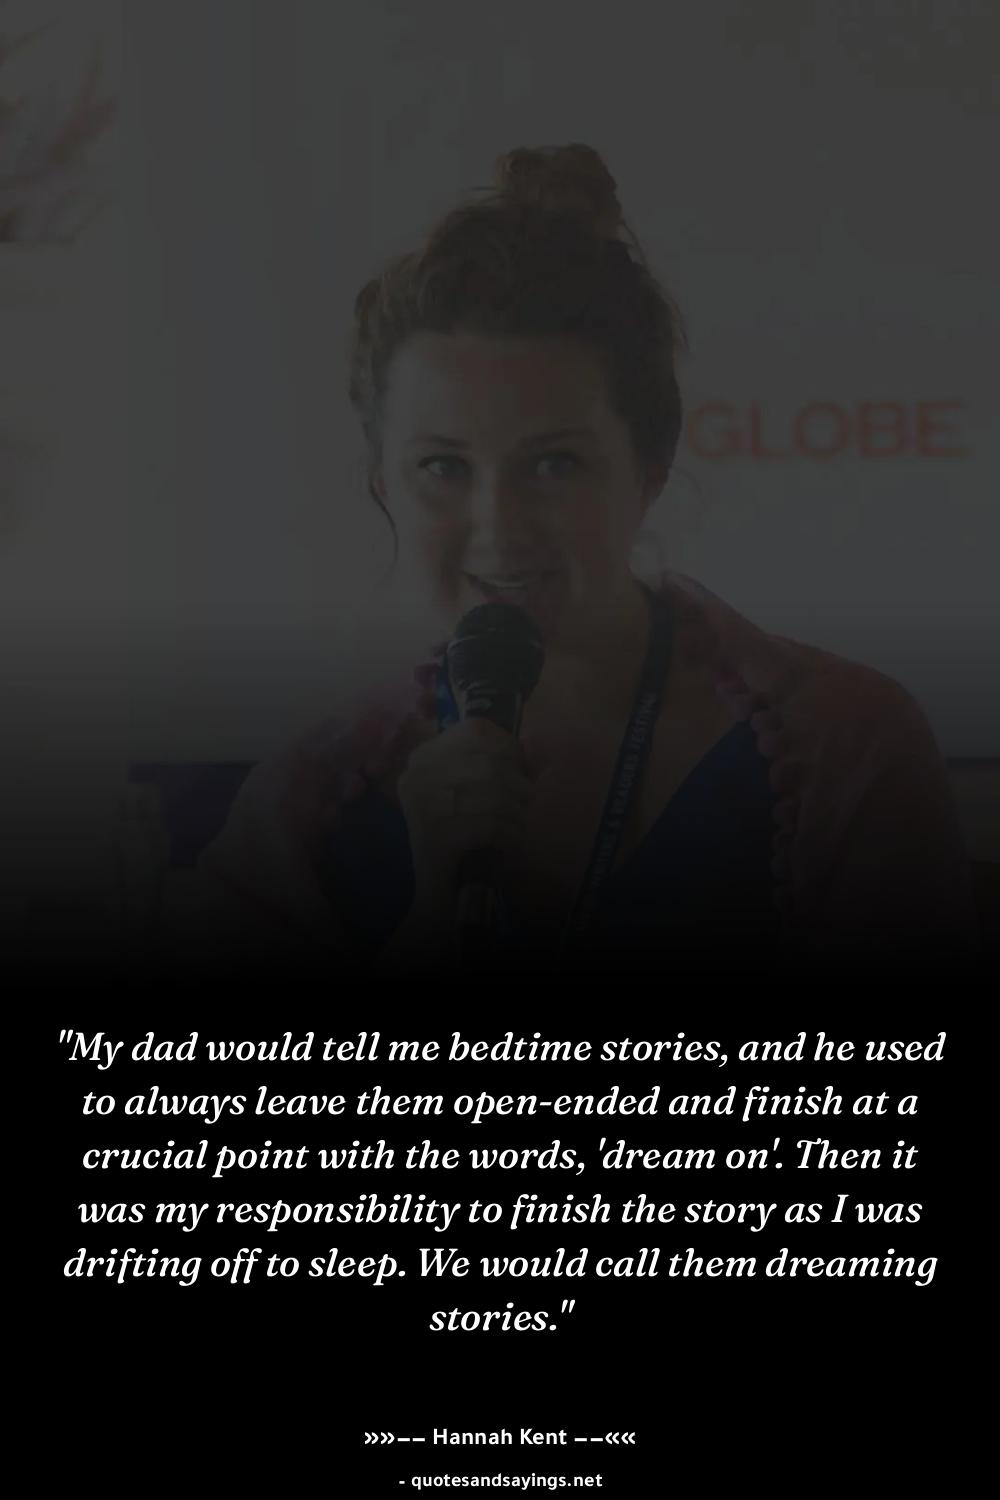 GLOBE
"My dad would tell me bedtime stories, and he used
to always leave them open-ended and finish at a
crucial point with the words, 'dream on'. Then it
was my responsibility to finish the story as I was
drifting off to sleep. We would call them dreaming
stories."
»»−− Hannah Kent −−««
- quotesandsayings.net